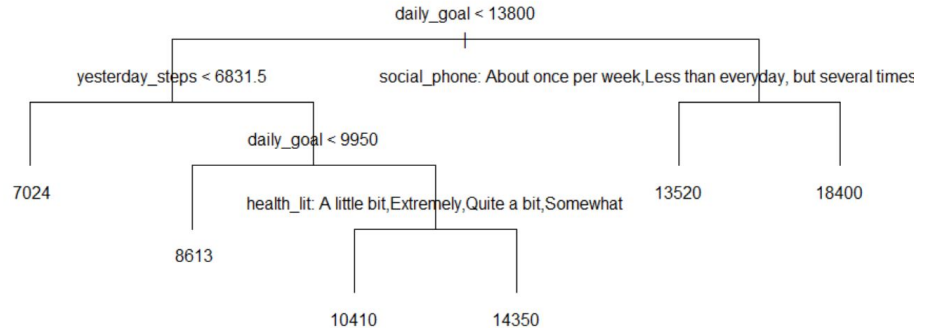 daily_goal < 13800
yesterday_steps < 6831.5
social_phone: About once per week,Less than everyday, but several times
daily_goal < 9950
7024
13520
18400
health_lit: A little bit,Extremely,Quite a bit,Somewhat
8613
10410
14350